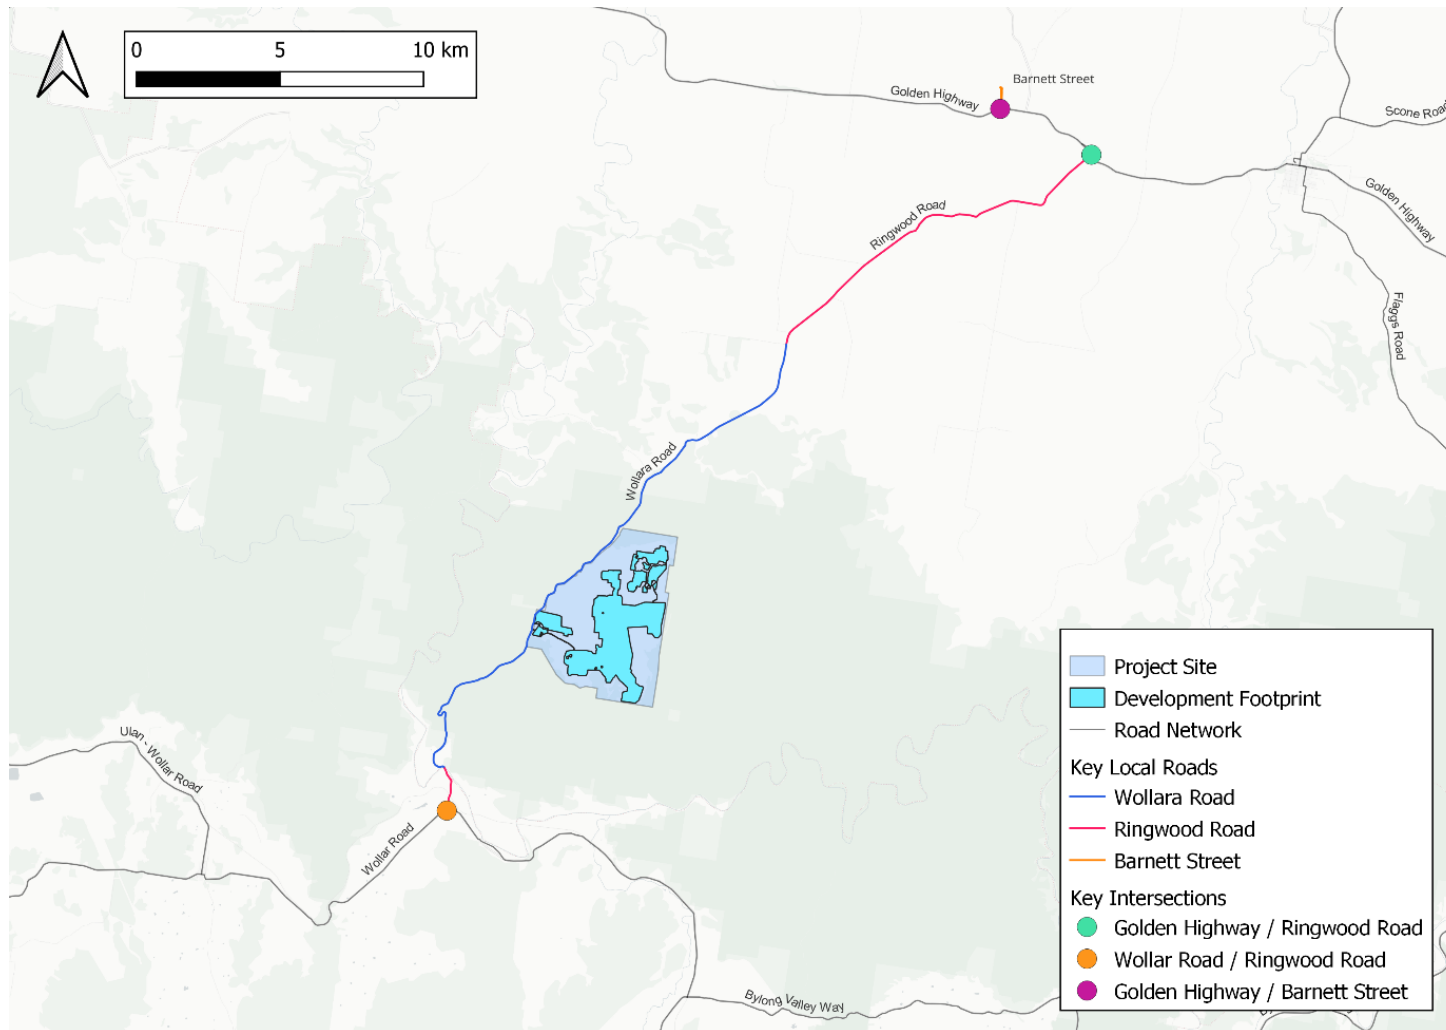 0 5 10 km
Barnett Street
Golden Highway
Scone Road
Golden Highway
Ringwood Road
Flaggs Road
Wollara Road
Ulan - Wollar Road
Wollar Road
Bylong Valley Way
Project Site
Development Footprint
Road Network
Key Local Roads
Wollara Road
Ringwood Road
Barnett Street
Key Intersections
Golden Highway / Ringwood Road
Wollar Road / Ringwood Road
Golden Highway / Barnett Street